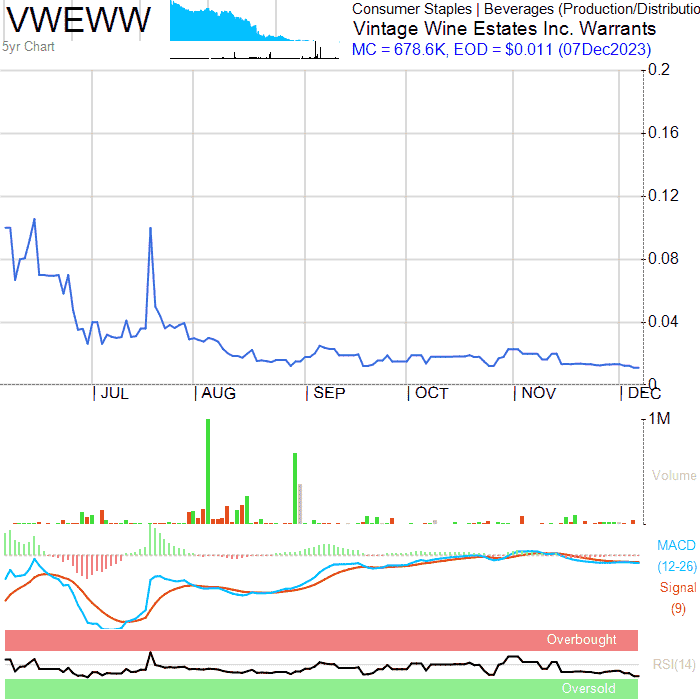 VWEWW
5yr Chart
Consumer Staples | Beverages (Production/Distributio
Vintage Wine Estates Inc. Warrants
MC = 678.6K, EOD = $0.011 (07Dec2023)
0.2
0.16
0.12
0.08
0.04
0
JUL AUG SEP OCT NOV DEC
1M
Volume
MACD
(12-26)
Signal
(9)
Overbought
RSI(14)
Oversold